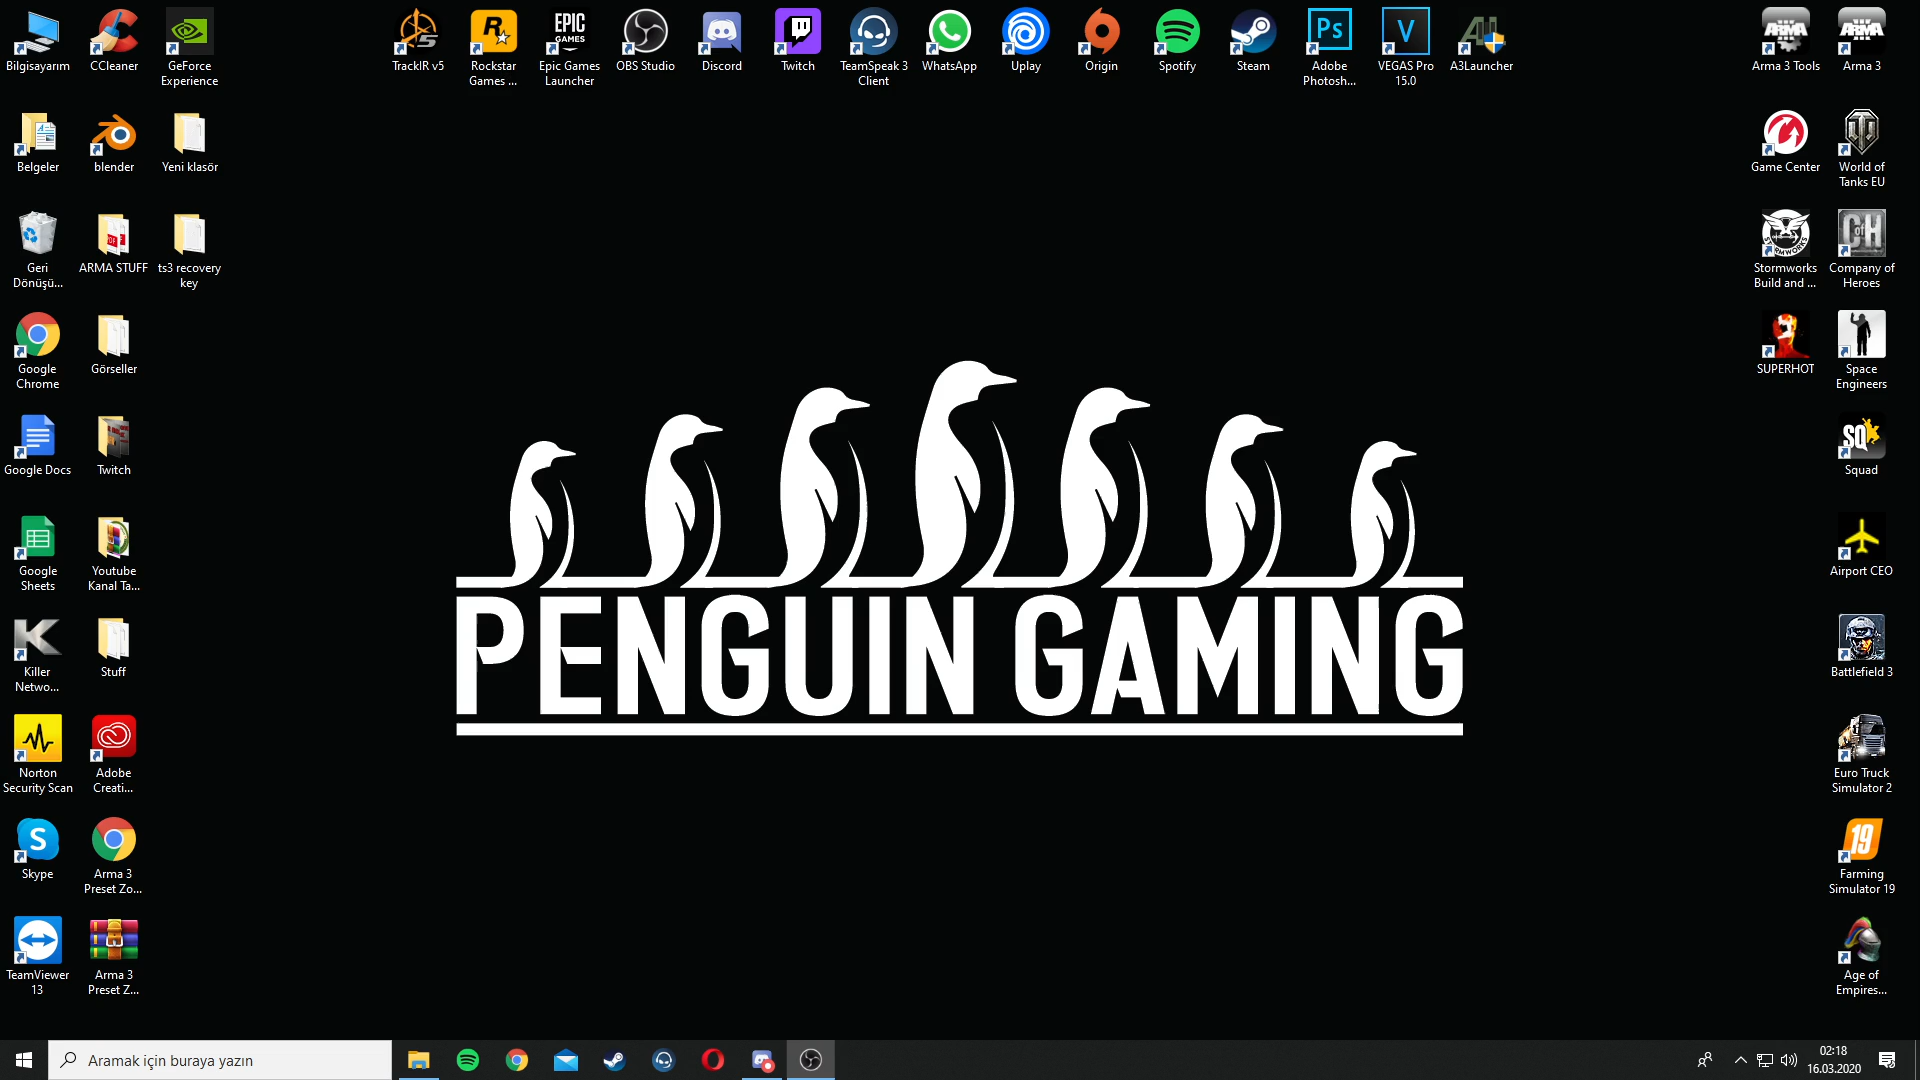 Bilgisayarım
CCleaner
GeForce
Experience
TrackIR v5
Rockstar
Games ...
Epic Games
Launcher
OBS Studio
Discord
Twitch
TeamSpeak 3
Client
WhatsApp
Uplay
Origin
Spotify
Steam
Adobe
Photosh...
VEGAS Pro
15.0
A3Launcher
Arma 3 Tools
Arma 3
Belgeler
blender
Yeni klasör
Game Center
World of
Tanks EU
Geri
Dönüşü...
ARMA STUFF
ts3 recovery
key
Stormworks
Build and ...
Company of
Heroes
Google
Chrome
Görseller
SUPERHOT
Space
Engineers
Google Docs
Twitch
Squad
Google
Sheets
Youtube
Kanal Ta...
Airport CEO
Killer
Netwo...
Stuff
Battlefield 3
PENGUIN GAMING
Norton
Security Scan
Adobe
Creati...
Euro Truck
Simulator 2
Skype
Arma 3
Preset Zo...
Farming
Simulator 19
TeamViewer
13
Arma 3
Preset Z...
Age of
Empires...
Aramak için buraya yazın
02:18
16.03.2020